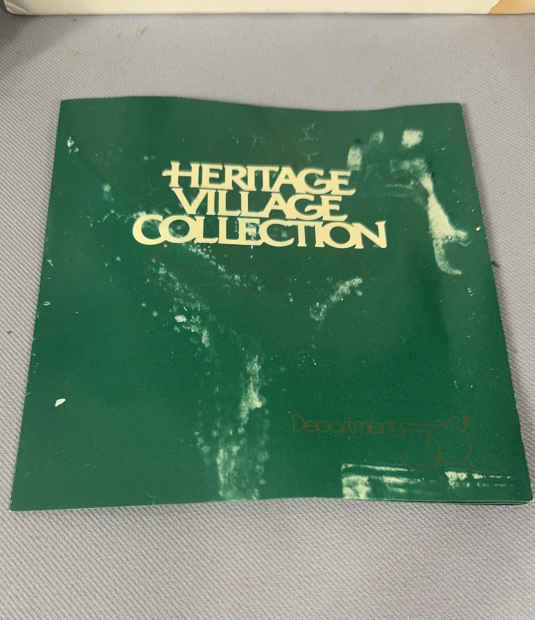 HERITAGE
VILLAGE
COLLECTION
Department 56